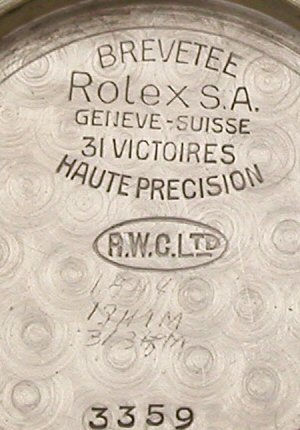 BREVETEE
Rolex S.A.
GENEVE-SUISSE
31 VICTOIRES
HAUTE PRECISION
R.W.C.LTD
3359